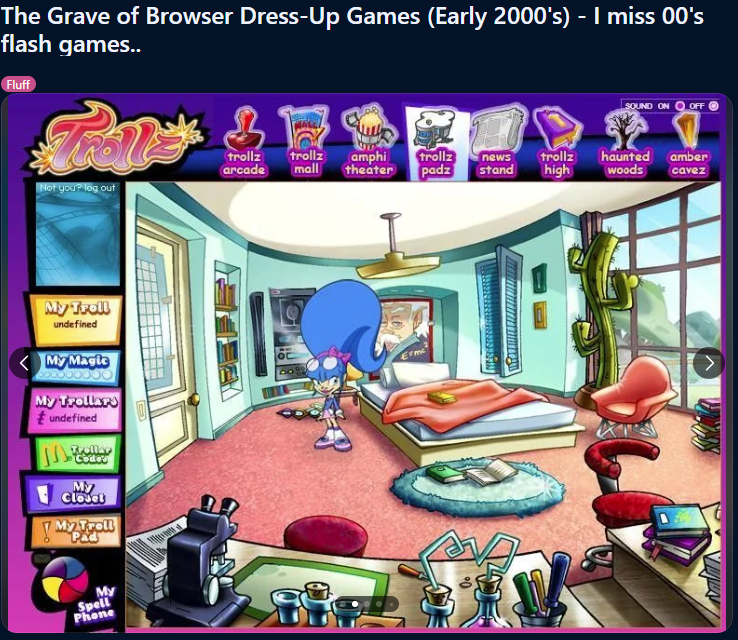 The Grave of Browser Dress-Up Games (Early 2000's) - I miss 00's
flash games..
Fluff
Trollz
SOUND ON OFF
trollz
arcade
trollz
mall
amphi
theater
trollz
padz
news
stand
trollz
high
haunted
woods
amber
cavez
Not you? log out
My Troll
undefined
My Magic
My Trollars
undefined
Trollar
Codes
My
Closet
My Troll
Pad
My
Spell
Phone
E=mc²